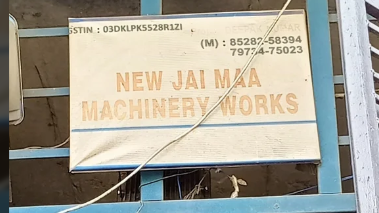 GSTIN : 03DKLPK5528R1ZI
(M) : 85282-58394
79734-75023
NEW JAI MAA
MACHINERY WORKS